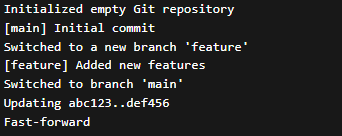 Initialized empty Git repository
[main] Initial commit
Switched to a new branch 'feature'
[feature] Added new features
Switched to branch 'main'
Updating abc123..def456
Fast-forward